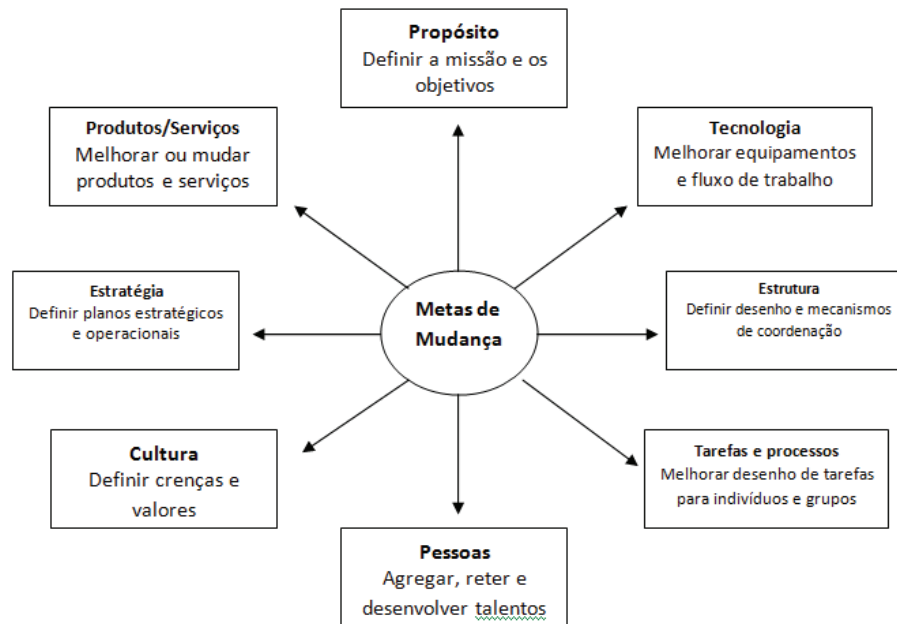 Propósito
Definir a missão e os
objetivos
Produtos/Serviços
Melhorar ou mudar
produtos e serviços
Tecnologia
Melhorar equipamentos
e fluxo de trabalho
Estratégia
Definir planos estratégicos
e operacionais
Metas de
Mudança
Estrutura
Definir desenho e mecanismos
de coordenação
Cultura
Definir crenças e
valores
Tarefas e processos
Melhorar desenho de tarefas
para indivíduos e grupos
Pessoas
Agregar, reter e
desenvolver talentos